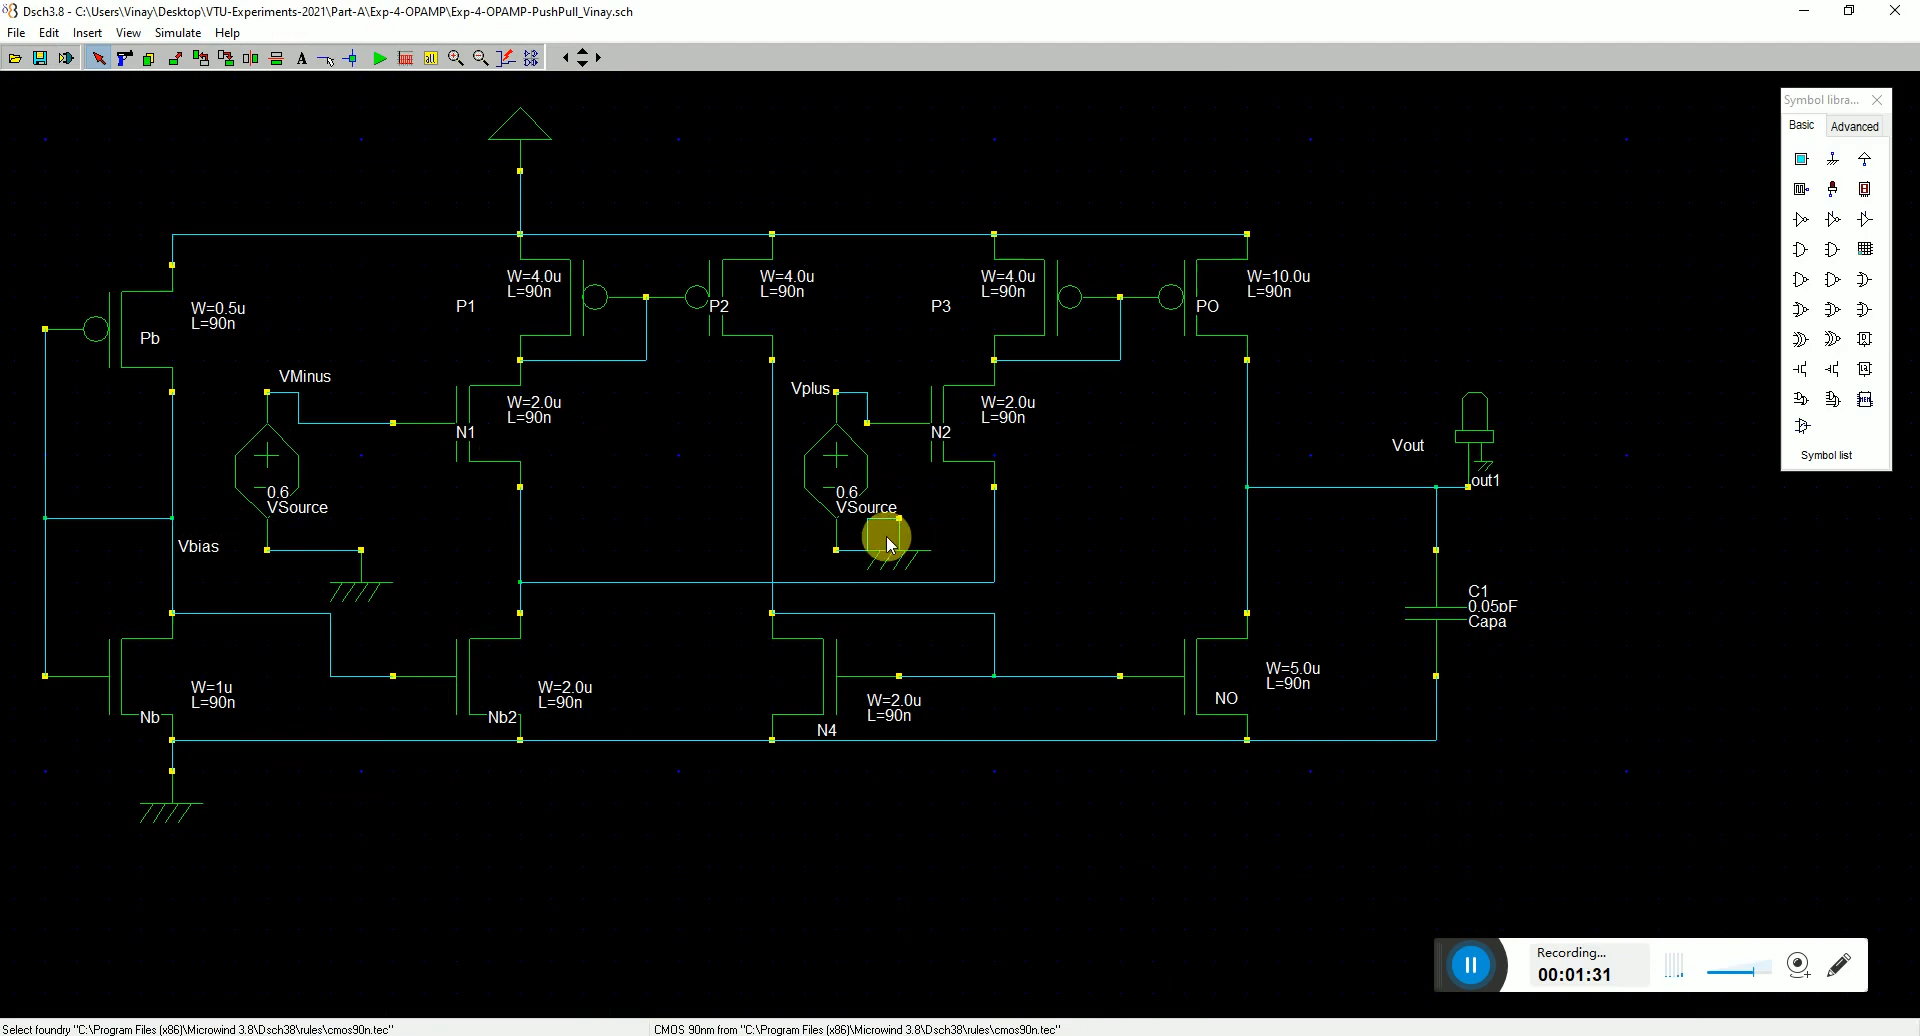 Dsch3.8 - C:\Users\Vinay\Desktop\VTU-Experiments-2021\Part-A\Exp-4-OPAMP\Exp-4-OPAMP-PushPull_Vinay.sch
File Edit Insert View Simulate Help
Symbol libra...
Basic Advanced
Symbol list
W=4.0u
L=90n
P1
W=4.0u
L=90n
P2
W=4.0u
L=90n
P3
W=10.0u
L=90n
PO
W=0.5u
L=90n
Pb
VMinus
W=2.0u
L=90n
N1
Vplus
W=2.0u
L=90n
N2
0.6
VSource
0.6
VSource
Vout
out1
Vbias
C1
0.05pF
Capa
W=1u
L=90n
Nb
W=2.0u
L=90n
Nb2
W=2.0u
L=90n
N4
W=5.0u
L=90n
NO
Recording...
00:01:31
Select foundry "C:\Program Files (x86)\Microwind 3.8\Dsch38\rules\cmos90n.tec"
CMOS 90nm from "C:\Program Files (x86)\Microwind 3.8\Dsch38\rules\cmos90n.tec"